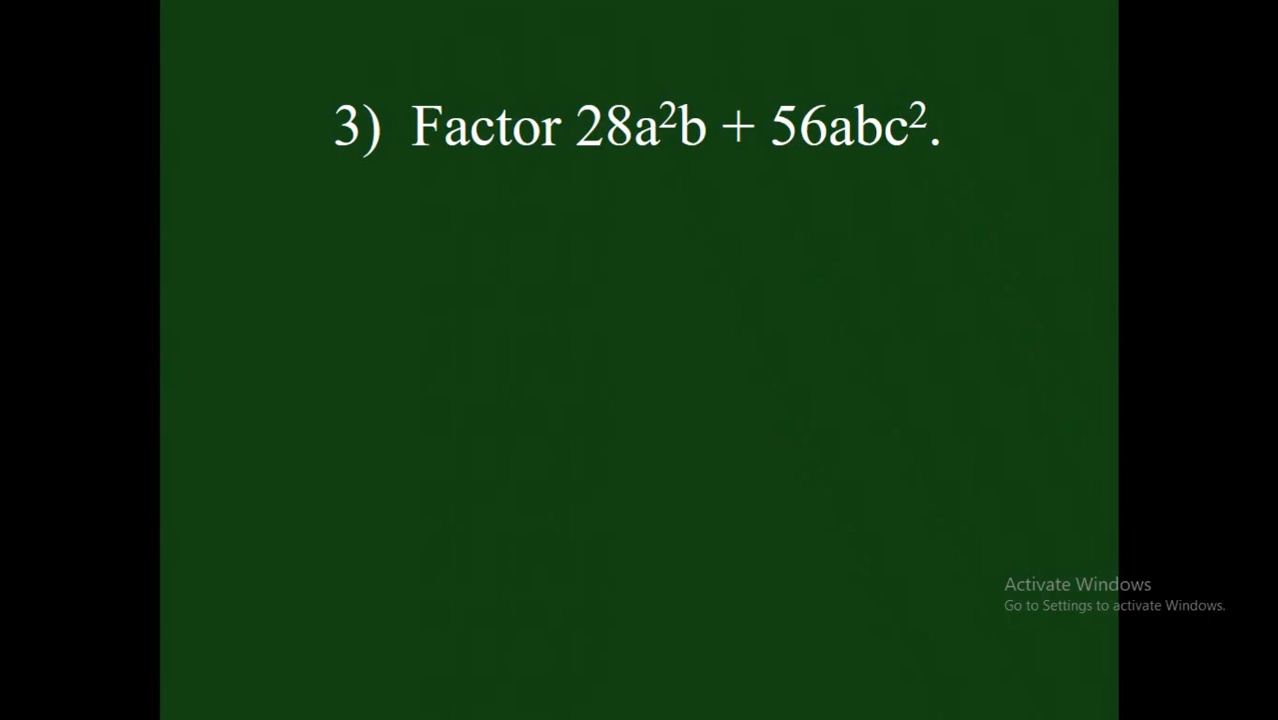 3) Factor 28a²b + 56abc².
Activate Windows
Go to Settings to activate Windows.